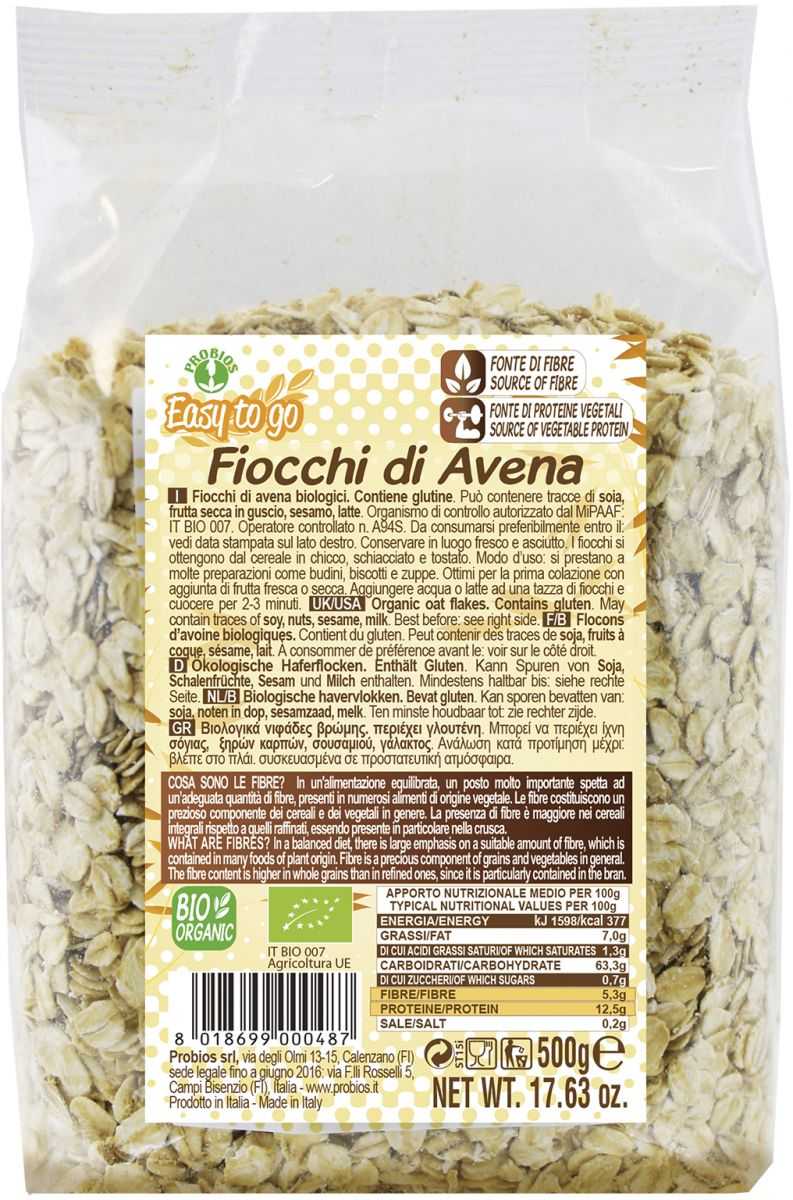 PROBIOS
Easy to go
FONTE DI FIBRE
SOURCE OF FIBRE
FONTE DI PROTEINE VEGETALI
SOURCE OF VEGETABLE PROTEIN
Fiocchi di Avena
I Fiocchi di avena biologici. Contiene glutine. Può contenere tracce di soia,
frutta secca in guscio, sesamo, latte. Organismo di controllo autorizzato dal MiPAAF:
IT BIO 007. Operatore controllato n. A94S. Da consumarsi preferibilmente entro il:
vedi data stampata sul lato destro. Conservare in luogo fresco e asciutto. I fiocchi si
ottengono dal cereale in chicco, schiacciato e tostato. Modo d'uso: si prestano a
molte preparazioni come budini, biscotti e zuppe. Ottimi per la prima colazione con
aggiunta di frutta fresca o secca. Aggiungere acqua o latte ad una tazza di fiocchi e
cuocere per 2-3 minuti. UK/USA Organic oat flakes. Contains gluten. May
contain traces of soy, nuts, sesame, milk. Best before: see right side. F/B Flocons
d'avoine biologiques. Contient du gluten. Peut contenir des traces de soja, fruits à
coque, sésame, lait. A consommer de préférence avant le: voir sur le côté droit.
D Ökologische Haferflocken. Enthält Gluten. Kann Spuren von Soja,
Schalenfrüchte, Sesam und Milch enthalten. Mindestens haltbar bis: siehe rechte
Seite. NL/B Biologische havervlokken. Bevat gluten. Kan sporen bevatten van:
soja, noten in dop, sesamzaad, melk. Ten minste houdbaar tot: zie rechter zijde.
GR Βιολογικά νιφάδες βρώμης. περιέχει γλουτένη. Μπορεί να περιέχει ίχνη
σόγιας, ξηρών καρπών, σουσαμιού, γάλακτος. Ανάλωση κατά προτίμηση μέχρι:
βλέπε στο πλάι. συσκευασμένα σε προστατευτική ατμόσφαιρα.
COSA SONO LE FIBRE? In un'alimentazione equilibrata, un posto molto importante spetta ad
un'adeguata quantità di fibre, presenti in numerosi alimenti di origine vegetale. Le fibre costituiscono un
prezioso componente dei cereali e dei vegetali in genere. La presenza di fibre è maggiore nei cereali
integrali rispetto a quelli raffinati, essendo presente in particolare nella crusca.
WHAT ARE FIBRES? In a balanced diet, there is large emphasis on a suitable amount of fibre, which is
contained in many foods of plant origin. Fibre is a precious component of grains and vegetables in general.
The fibre content is higher in whole grains than in refined ones, since it is particularly contained in the bran.
BIO
ORGANIC
IT BIO 007
Agricoltura UE
APPORTO NUTRIZIONALE MEDIO PER 100g
TYPICAL NUTRITIONAL VALUES PER 100g
ENERGIA/ENERGY kJ 1598/kcal 377
GRASSI/FAT 7,0g
DI CUI ACIDI GRASSI SATURI/OF WHICH SATURATES 1,3g
CARBOIDRATI/CARBOHYDRATE 63,3g
DI CUI ZUCCHERI/OF WHICH SUGARS 0,7g
FIBRE/FIBRE 5,3g
PROTEINE/PROTEIN 12,5g
SALE/SALT 0,2g
8 018699 000487
Probios srl, via degli Olmi 13-15, Calenzano (FI)
sede legale fino a giugno 2016: via F.lli Rosselli 5,
Campi Bisenzio (FI), Italia - www.probios.it
Prodotto in Italia - Made in Italy
ST15i
500g e
NET WT. 17.63 oz.